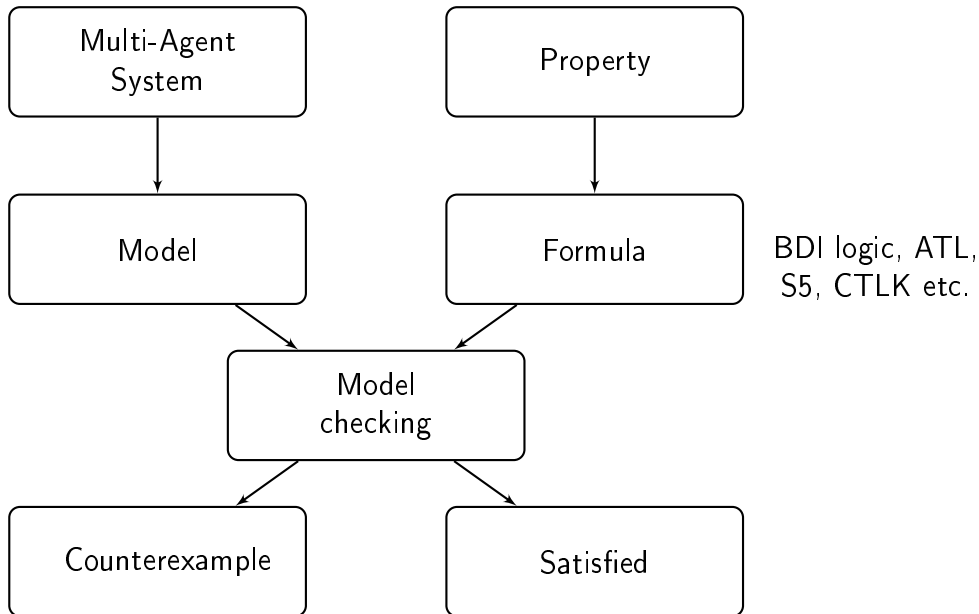 Multi-Agent
System
Property
Model
Formula
BDI logic, ATL,
S5, CTLK etc.
Model
checking
Counterexample
Satisfied